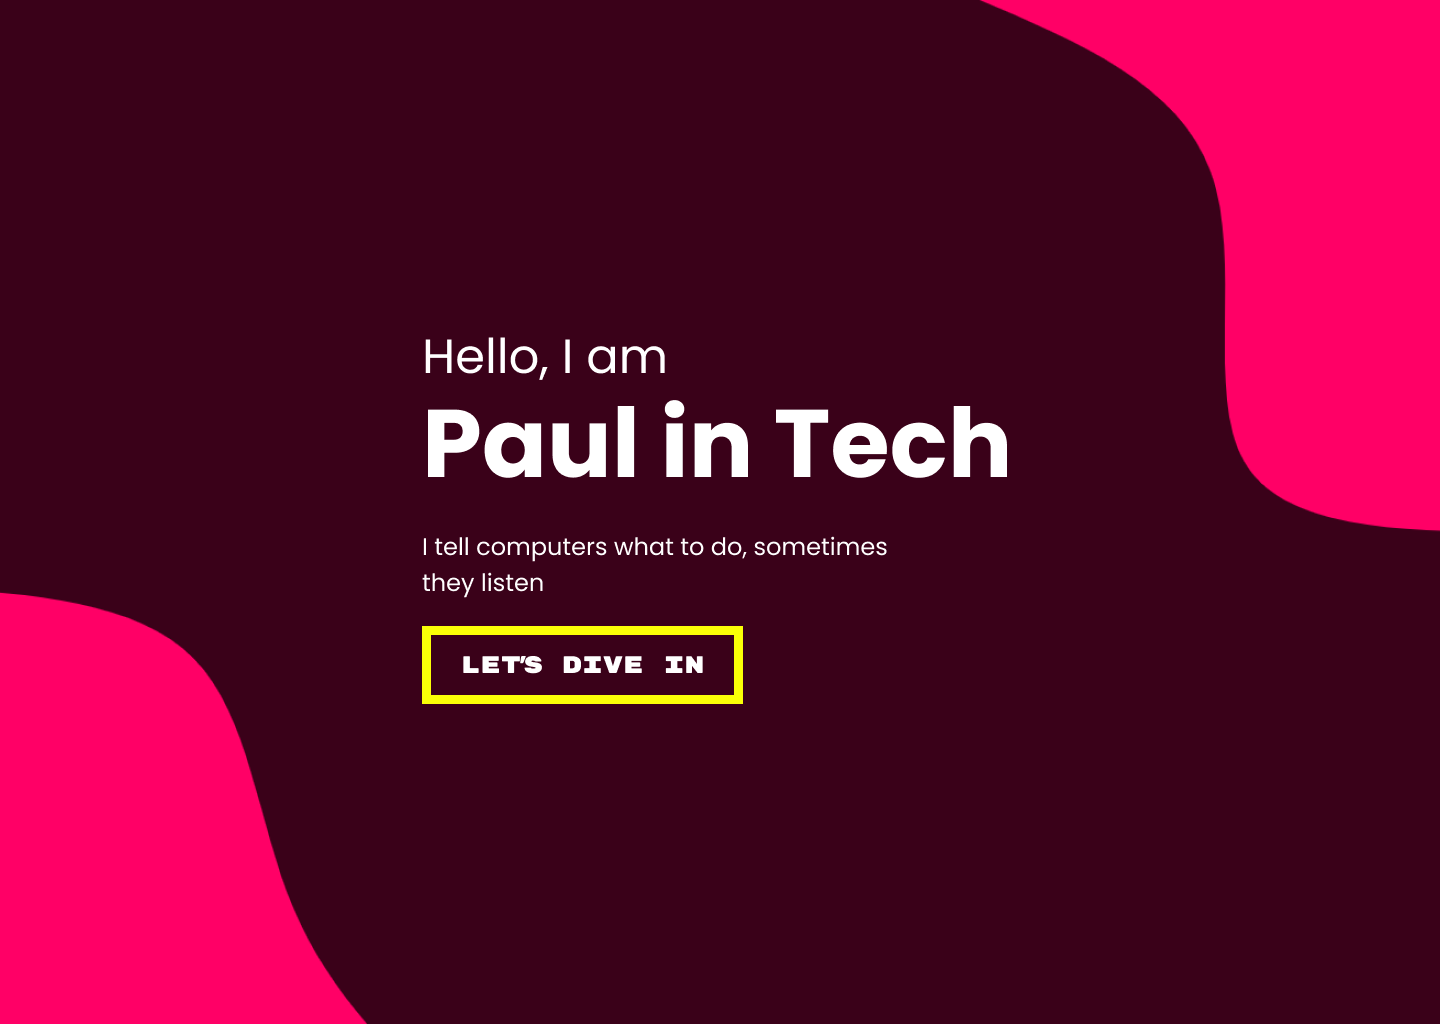 Hello, I am
Paul in Tech
I tell computers what to do, sometimes
they listen
LET'S DIVE IN